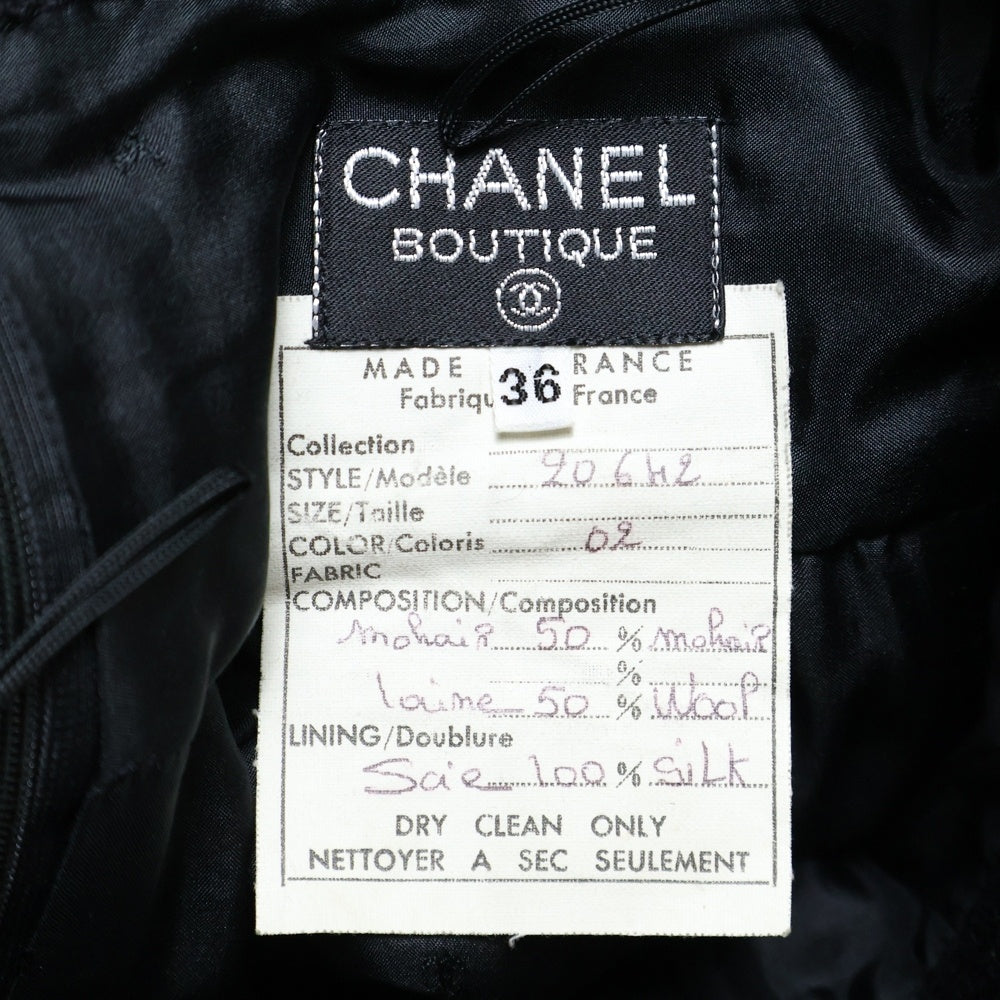 CHANEL
BOUTIQUE
MADE RANCE
Fabriqu 36 France
Collection
STYLE/Modèle 206H2
SIZE/Taille
COLOR/Coloris 02
FABRIC
COMPOSITION/Composition
mohair 50 % mohair
%
laine 50 % Wool
LINING/Doublure
Soie 100 % SiLk
DRY CLEAN ONLY
NETTOYER A SEC SEULEMENT